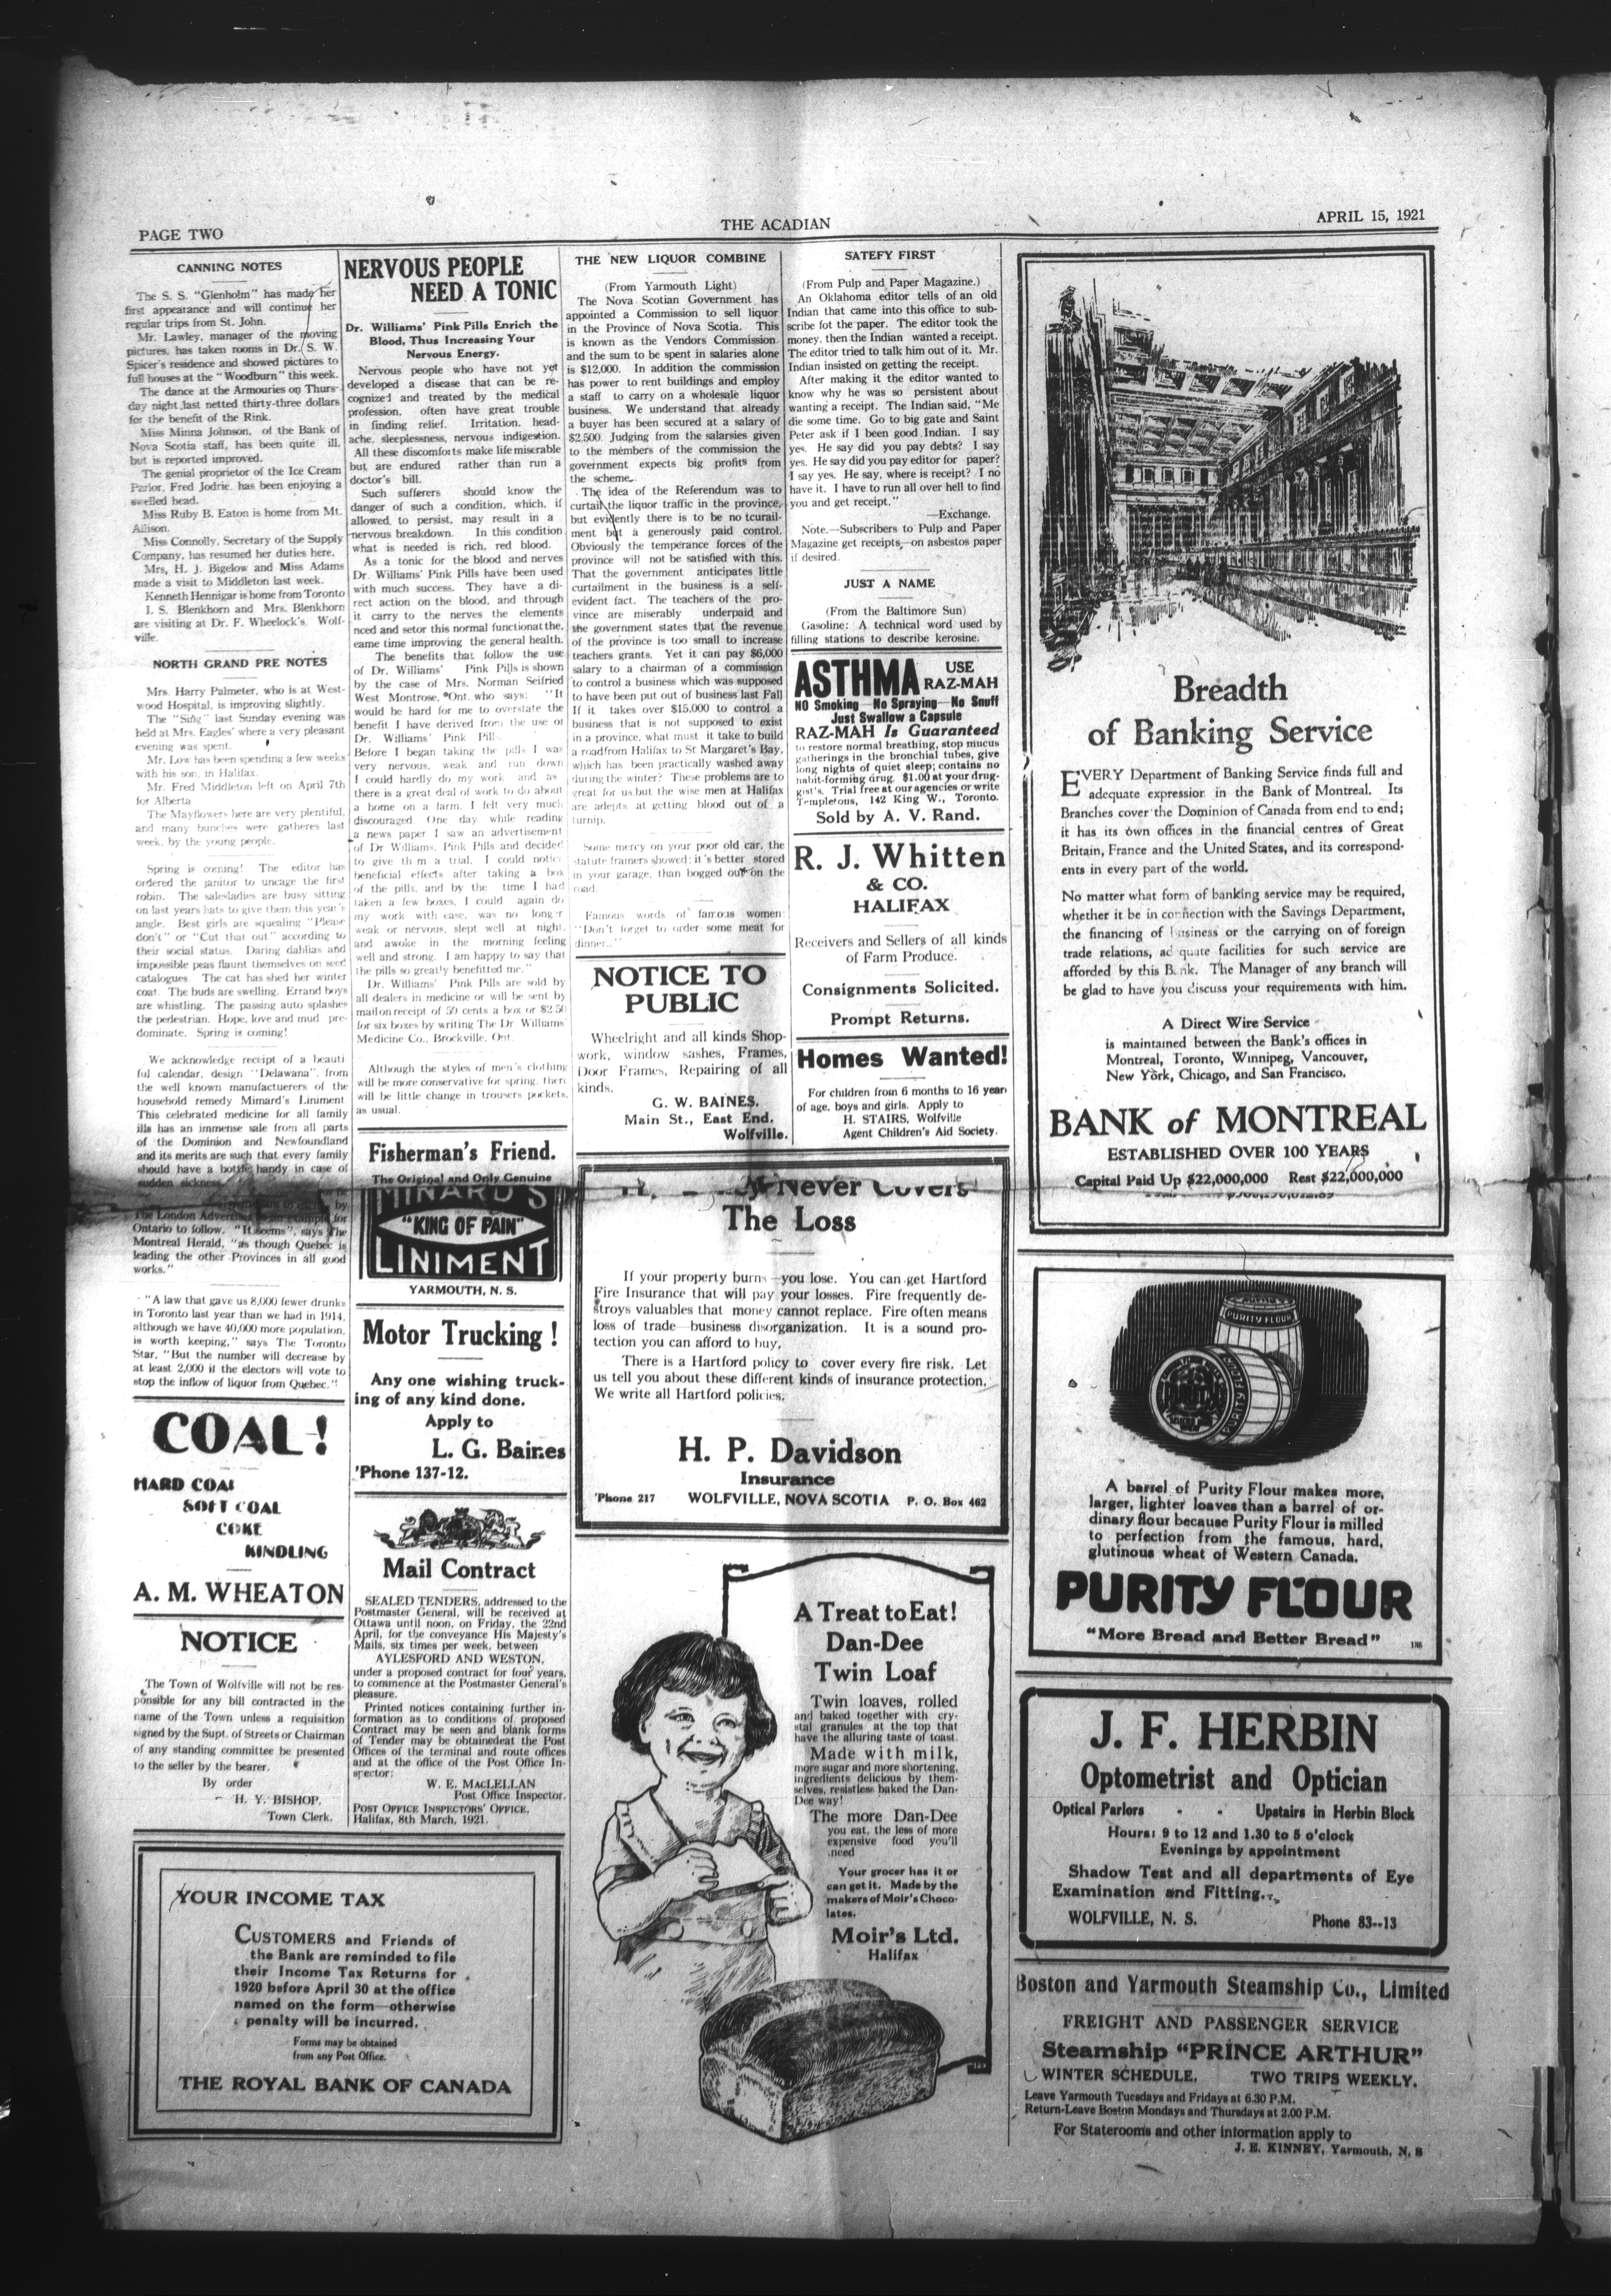 PAGE TWO
THE ACADIAN
APRIL 15, 1921
CANNING NOTES
The S. S. "Glenholm" has made her
first appearance and will continue her
regular trips from St. John.
Mr. Lawley, manager of the moving
pictures, has taken rooms in Dr. S. W.
Spicer's residence and showed pictures to
full houses at the "Woodburn" this week.
The dance at the Armouries on Thurs-
day night last netted thirty-three dollars
for the benefit of the Rink.
Miss Minna Johnson, of the Bank of
Nova Scotia staff, has been quite ill,
but is reported improved.
The genial proprietor of the Ice Cream
Parlor, Fred Jodrie, has been enjoying a
swelled head.
Miss Ruby B. Eaton is home from Mt.
Allison.
Miss Connolly, Secretary of the Supply
Company, has resumed her duties here.
Mrs, H. J. Bigelow and Miss Adams
made a visit to Middleton last week.
Kenneth Hennigar is home from Toronto
I. S. Blenkhorn and Mrs. Blenkhorn
are visiting at Dr. F. Wheelock's, Wolf-
ville.
NORTH GRAND PRE NOTES
Mrs. Harry Palmeter, who is at West-
wood Hospital, is improving slightly.
The "Sing" last Sunday evening was
held at Mrs. Eagles' where a very pleasant
evening was spent.
Mr. Low has been spending a few weeks
with his son, in Halifax.
Mr. Fred Middleton left on April 7th
for Alberta
The Mayflowers here are very plentiful,
and many bunches were gatheres last
week, by the young people.
Spring is coming! The editor has
ordered the janitor to uncage the first
robin. The salesladies are busy sitting
on last years hats to give them this year's
angle. Best girls are squealing "Please
don't" or "Cut that out" according to
their social status. Daring dahlias and
impossible peas flaunt themselves on seed
catalogues. The cat has shed her winter
coat. The buds are swelling. Errand boys
are whistling. The passing auto splashes
the pedestrian. Hope, love and mud pre-
dominate. Spring is coming!
We acknowledge receipt of a beauti
ful calendar, design "Delawana", from
the well known manufactuerers of the
household remedy Mimard's Liniment
This celebrated medicine for all family
ills has an immense sale from all parts
of the Dominion and Newfoundland
and its merits are such that every family
should have a bottle handy in case of
sudden sickness.
by
The London Advertiser as an example for
Ontario to follow. "It seems", says The
Montreal Herald, "as though Quebec is
leading the other Provinces in all good
works."
"A law that gave us 8,000 fewer drunks
in Toronto last year than we had in 1914,
although we have 40,000 more population,
is worth keeping," says The Toronto
Star, "But the number will decrease by
at least 2,000 if the electors will vote to
stop the inflow of liquor from Quebec."
COAL!
HARD COAL
SOFT COAL
COKE
KINDLING
A. M. WHEATON
NOTICE
The Town of Wolfville will not be res-
ponsible for any bill contracted in the
name of the Town unless a requisition
signed by the Supt. of Streets or Chairman
of any standing committee be presented
to the seller by the bearer.
By order
H. Y. BISHOP,
Town Clerk.
NERVOUS PEOPLE
NEED A TONIC
Dr. Williams' Pink Pills Enrich the
Blood, Thus Increasing Your
Nervous Energy.
Nervous people who have not yet
developed a disease that can be re-
cognized and treated by the medical
profession, often have great trouble
in finding relief. Irritation, head-
ache, sleeplessness, nervous indigestion.
All these discomforts make life miserable
but are endured rather than run a
doctor's bill.
Such sufferers should know the
danger of such a condition, which, if
allowed to persist, may result in a
nervous breakdown. In this condition
what is needed is rich, red blood.
As a tonic for the blood and nerves
Dr. Williams' Pink Pills have been used
with much success. They have a di-
rect action on the blood, and through
it carry to the nerves the elements
nced and setor this normal functionat the,
eame time improving the general health.
The benefits that follow the use
of Dr. Williams' Pink Pills is shown
by the case of Mrs. Norman Seifried
West Montrose, Ont. who says: "It
would be hard for me to overstate the
benefit I have derived from the use of
Dr. Williams' Pink Pills.
Before I began taking the pills I was
very nervous, weak and run down
I could hardly do my work and as
there is a great deal of work to do about
a home on a farm, I felt very much
discouraged. One day while reading
a news paper I saw an advertisement
of Dr Williams, Pink Pills and decided
to give th m a trial. I could notice
beneficial effects after taking a box
of the pills, and by the time I had
taken a few boxes, I could again do
my work with ease, was no longer
weak or nervous, slept well at night,
and awoke in the morning feeling
well and strong. I am happy to say that
the pills so greatly benefitted me."
Dr. Williams' Pink Pills are sold by
all dealers in medicine or will be sent by
mail on receipt of 50 cents a box or $2.50
for six boxes by writing The Dr Williams'
Medicine Co., Brockville, Ont.
Although the styles of men's clothing
will be more conservative for spring, then
will be little change in trousers pockets,
as usual.
Fisherman's Friend.
The Original and Only Genuine
MINARD'S
"KING OF PAIN"
LINIMENT
YARMOUTH, N. S.
Motor Trucking!
Any one wishing truck-
ing of any kind done.
Apply to
L. G. Baines
'Phone 137-12.
Mail Contract
SEALED TENDERS, addressed to the
Postmaster General, will be received at
Ottawa until noon, on Friday, the 22nd
April, for the conveyance His Majesty's
Mails, six times per week, between
AYLESFORD AND WESTON,
under a proposed contract for four years,
to commence at the Postmaster General's
pleasure.
Printed notices containing further in-
formation as to conditions of proposed
Contract may be seen and blank forms
of Tender may be obtainedeat the Post
Offices of the terminal and route offices
and at the office of the Post Office In-
spector:
W. E. MACLELLAN
Post Office Inspector.
POST OFFICE INSPECTORS' OFFICE,
Halifax, 8th March, 1921.
YOUR INCOME TAX
CUSTOMERS and Friends of
the Bank are reminded to file
their Income Tax Returns for
1920 before April 30 at the office
named on the form—otherwise
penalty will be incurred.
Forms may be obtained
from any Post Office.
THE ROYAL BANK OF CANADA
THE NEW LIQUOR COMBINE
(From Yarmouth Light)
The Nova Scotian Government has
appointed a Commission to sell liquor
in the Province of Nova Scotia. This
is known as the Vendors Commission
and the sum to be spent in salaries alone
is $12,000. In addition the commission
has power to rent buildings and employ
a staff to carry on a wholesale liquor
business. We understand that already
a buyer has been secured at a salary of
$2,500. Judging from the salarsies given
to the members of the commission the
government expects big profits from
the scheme.
The idea of the Referendum was to
curtail the liquor traffic in the province,
but evidently there is to be no tcurail-
ment but a generously paid control.
Obviously the temperance forces of the
province will not be satisfied with this.
That the government anticipates little
curtailment in the business is a self-
evident fact. The teachers of the pro-
vince are miserably underpaid and
the government states that the revenue
of the province is too small to increase
teachers grants. Yet it can pay $6,000
salary to a chairman of a commission
to control a business which was supposed
to have been put out of business last Fall
If it takes over $15,000 to control a
business that is not supposed to exist
in a province, what must it take to build
a roadfrom Halifax to St Margaret's Bay,
which has been practically washed away
during the winter? These problems are to
great for us but the wise men at Halifax
are adepts at getting blood out of a
turnip.
Some mercy on your poor old car, the
statute framers showed; it's better stored
in your garage, than bogged out on the
road.
Famous words of famous women:
"Don't forget to order some meat for
dinner.."
NOTICE TO
PUBLIC
Wheelright and all kinds Shop-
work, window sashes, Frames,
Door Frames, Repairing of all
kinds.
G. W. BAINES.
Main St., East End.
Wolfville.
SATEFY FIRST
(From Pulp and Paper Magazine.)
An Oklahoma editor tells of an old
Indian that came into this office to sub-
scribe fot the paper. The editor took the
money, then the Indian wanted a receipt.
The editor tried to talk him out of it. Mr.
Indian insisted on getting the receipt.
After making it the editor wanted to
know why he was so persistent about
wanting a receipt. The Indian said, "Me
die some time. Go to big gate and Saint
Peter ask if I been good Indian. I say
yes. He said did you pay debts? I say
yes. He say did you pay editor for paper?
I say yes. He say, where is receipt? I no
have it. I have to run all over hell to find
you and get receipt."
—Exchange.
Note.—Subscribers to Pulp and Paper
Magazine get receipts,—on asbestos paper
if desired.
JUST A NAME
(From the Baltimore Sun)
Gasoline: A technical word used by
filling stations to describe kerosine.
ASTHMA USE
RAZ-MAH
NO Smoking—No Spraying—No Snuff
Just Swallow a Capsule
RAZ-MAH Is Guaranteed
to restore normal breathing, stop mucus
gatherings in the bronchial tubes, give
long nights of quiet sleep; contains no
habit-forming drug. $1.00 at your drug-
gist's. Trial free at our agencies or write
Templetons, 142 King W., Toronto.
Sold by A. V. Rand.
R. J. Whitten
& CO.
HALIFAX
Receivers and Sellers of all kinds
of Farm Produce.
Consignments Solicited.
Prompt Returns.
Homes Wanted!
For children from 6 months to 16 year
of age, boys and girls. Apply to
H. STAIRS, Wolfville
Agent Children's Aid Society.
Never Covers
The Loss
If your property burns—you lose. You can get Hartford
Fire Insurance that will pay your losses. Fire frequently de-
stroys valuables that money cannot replace. Fire often means
loss of trade—business disorganization. It is a sound pro-
tection you can afford to buy.
There is a Hartford policy to cover every fire risk. Let
us tell you about these different kinds of insurance protection.
We write all Hartford policies.
H. P. Davidson
Insurance
'Phone 217 WOLFVILLE, NOVA SCOTIA P. O. Box 462
A Treat to Eat!
Dan-Dee
Twin Loaf
Twin loaves, rolled
and baked together with cry-
stal granules at the top that
have the alluring taste of toast.
Made with milk,
more sugar and more shortening,
ingredients delicious by them-
selves, resistless baked the Dan-
Dee way!
The more Dan-Dee
you eat, the less of more
expensive food you'll
need
Your grocer has it or
can get it. Made by the
makers of Moir's Choco-
lates.
Moir's Ltd.
Halifax
Breadth
of Banking Service
EVERY Department of Banking Service finds full and
adequate expression in the Bank of Montreal. Its
Branches cover the Dominion of Canada from end to end;
it has its own offices in the financial centres of Great
Britain, France and the United States, and its correspond-
ents in every part of the world.
No matter what form of banking service may be required,
whether it be in connection with the Savings Department,
the financing of business or the carrying on of foreign
trade relations, adequate facilities for such service are
afforded by this Bank. The Manager of any branch will
be glad to have you discuss your requirements with him.
A Direct Wire Service
is maintained between the Bank's offices in
Montreal, Toronto, Winnipeg, Vancouver,
New York, Chicago, and San Francisco.
BANK of MONTREAL
ESTABLISHED OVER 100 YEARS
Capital Paid Up $22,000,000 Rest $22,000,000
PURITY FLOUR
A barrel of Purity Flour makes more,
larger, lighter loaves than a barrel of or-
dinary flour because Purity Flour is milled
to perfection from the famous, hard,
glutinous wheat of Western Canada.
PURITY FLOUR
"More Bread and Better Bread"
J. F. HERBIN
Optometrist and Optician
Optical Parlors - - Upstairs in Herbin Block
Hours: 9 to 12 and 1.30 to 5 o'clock
Evenings by appointment
Shadow Test and all departments of Eye
Examination and Fitting.
WOLFVILLE, N. S. Phone 83--13
Boston and Yarmouth Steamship Co., Limited
FREIGHT AND PASSENGER SERVICE
Steamship "PRINCE ARTHUR"
WINTER SCHEDULE, TWO TRIPS WEEKLY.
Leave Yarmouth Tuesdays and Fridays at 6.30 P.M.
Return-Leave Boston Mondays and Thursdays at 2.00 P.M.
For Staterooms and other information apply to
J. E. KINNEY, Yarmouth, N. S